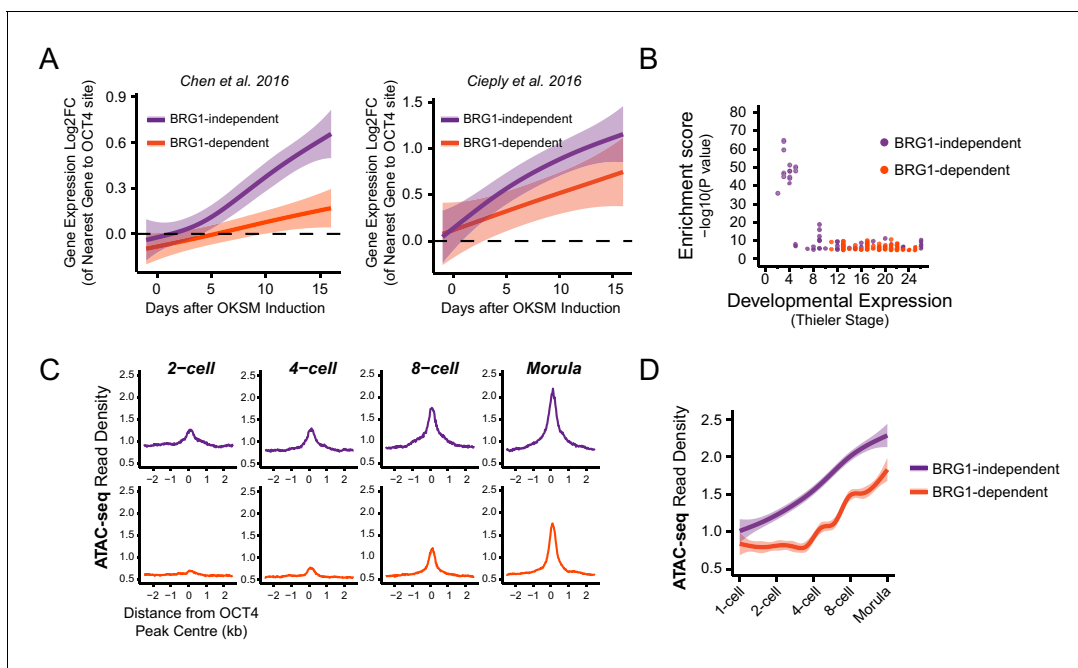 A
Chen et al. 2016
Gene Expression Log2FC
(of Nearest Gene to OCT4 site)
0.9
0.6
0.3
0.0
BRG1-independent
BRG1-dependent
0 5 10 15
Days after OKSM Induction
Cieply et al. 2016
Gene Expression Log2FC
(of Nearest Gene to OCT4 site)
1.5
1.0
0.5
0.0
BRG1-independent
BRG1-dependent
0 5 10 15
Days after OKSM Induction
B
Enrichment score
−log10(P value)
80
70
60
50
40
30
20
10
0
BRG1-independent
BRG1-dependent
0 4 8 12 16 20 24
Developmental Expression
(Thieler Stage)
C
2−cell 4−cell 8−cell Morula
ATAC-seq Read Density
2.5 2.5 2.5 2.5
2.0 2.0 2.0 2.0
1.5 1.5 1.5 1.5
1.0 1.0 1.0 1.0
0.5 0.5 0.5 0.5
−2 −1 0 1 2 −2 −1 0 1 2 −2 −1 0 1 2 −2 −1 0 1 2
2.5 2.5 2.5 2.5
2.0 2.0 2.0 2.0
1.5 1.5 1.5 1.5
1.0 1.0 1.0 1.0
0.5 0.5 0.5 0.5
−2 −1 0 1 2 −2 −1 0 1 2 −2 −1 0 1 2 −2 −1 0 1 2
Distance from OCT4
Peak Centre (kb)
D
ATAC-seq Read Density
2.5
2.0
1.5
1.0
0.5
BRG1-independent
BRG1-dependent
1-cell 2-cell 4-cell 8-cell Morula